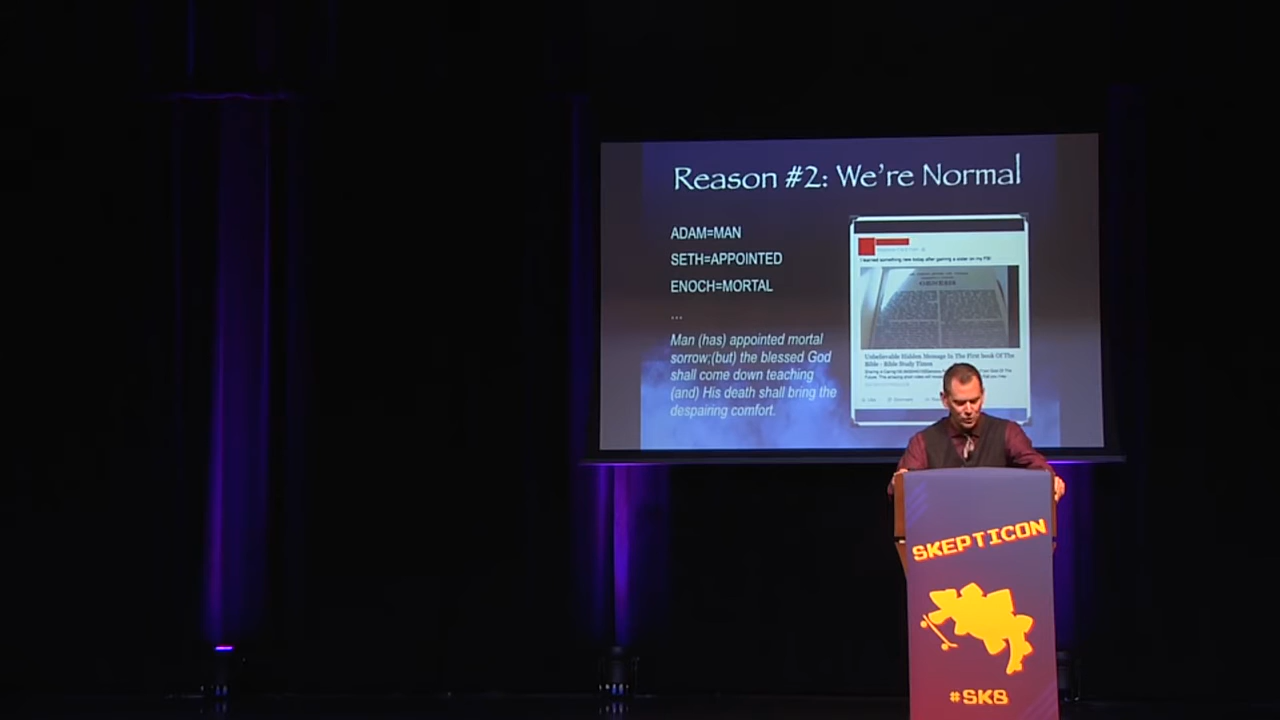 Reason #2: We're Normal
ADAM=MAN
SETH=APPOINTED
ENOCH=MORTAL
...
Man (has) appointed mortal
sorrow;(but) the blessed God
shall come down teaching
(and) His death shall bring the
despairing comfort.
I learned something new today after gaining a sister on my FB!
GENESIS
Unbelievable Hidden Message In The First book Of The
Bible - Bible Study Times
SKEPTICON
#SK8